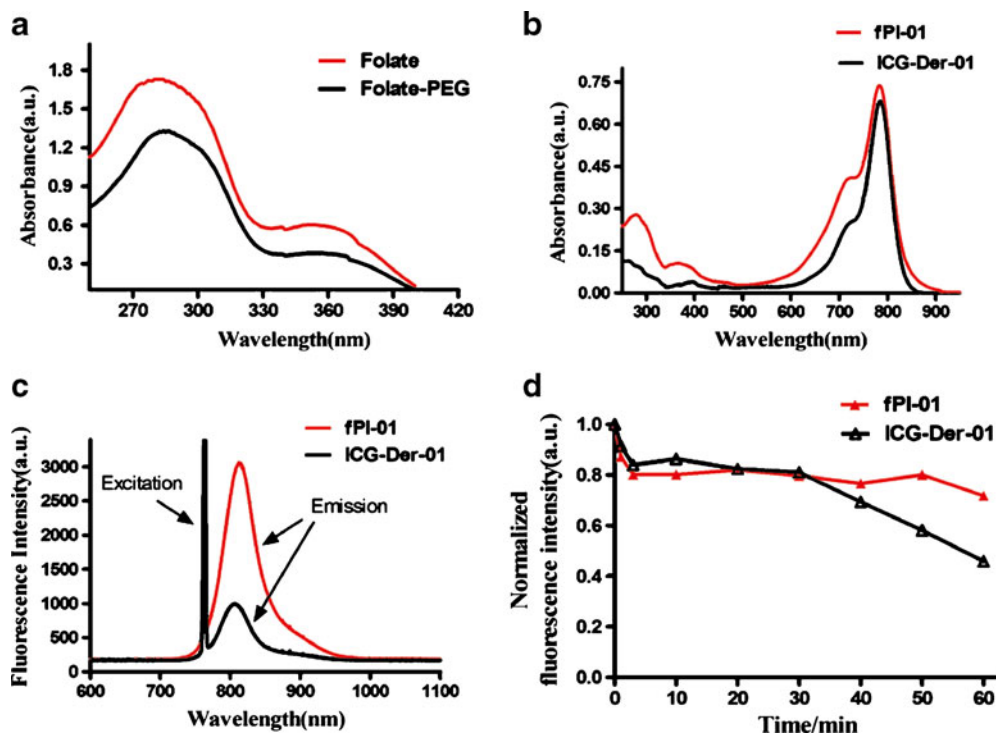 a
Folate
Folate-PEG
Absorbance(a.u.)
1.8
1.5
1.2
0.9
0.6
0.3
270 300 330 360 390 420
Wavelength(nm)
b
fPI-01
ICG-Der-01
Absorbance(a.u.)
0.75
0.60
0.45
0.30
0.15
0.00
300 400 500 600 700 800 900
Wavelength(nm)
c
fPI-01
ICG-Der-01
Fluorescence Intensity(a.u.)
3000
2500
2000
1500
1000
500
0
Excitation
Emission
600 700 800 900 1000 1100
Wavelength(nm)
d
fPI-01
ICG-Der-01
Normalized
fluorescence intensity(a.u.)
1.0
0.8
0.6
0.4
0.2
0.0
0 10 20 30 40 50 60
Time/min